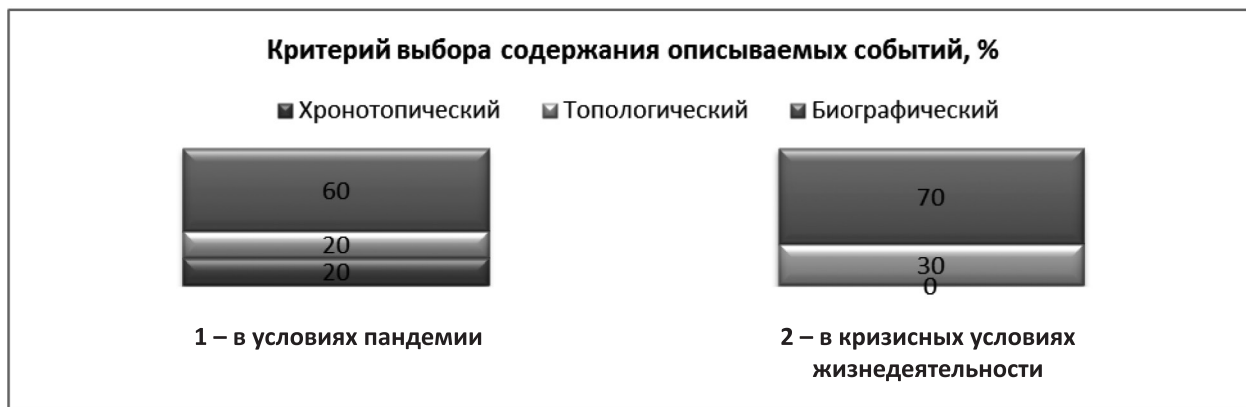 Критерий выбора содержания описываемых событий, %
Хронотопический Топологический Биографический
60
20
20
70
30
0
1 – в условиях пандемии
2 – в кризисных условиях
жизнедеятельности